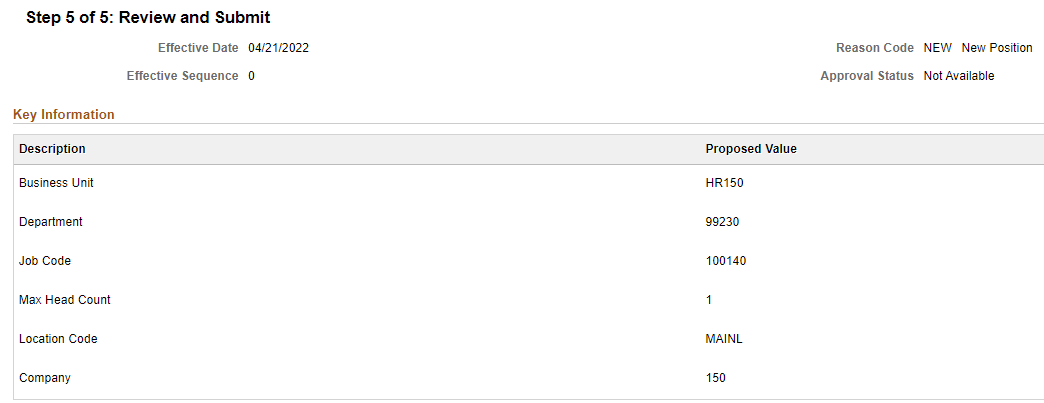 Step 5 of 5: Review and Submit
Effective Date 04/21/2022 Reason Code NEW New Position
Effective Sequence 0 Approval Status Not Available
Key Information
Description Proposed Value
Business Unit HR150
Department 99230
Job Code 100140
Max Head Count 1
Location Code MAINL
Company 150